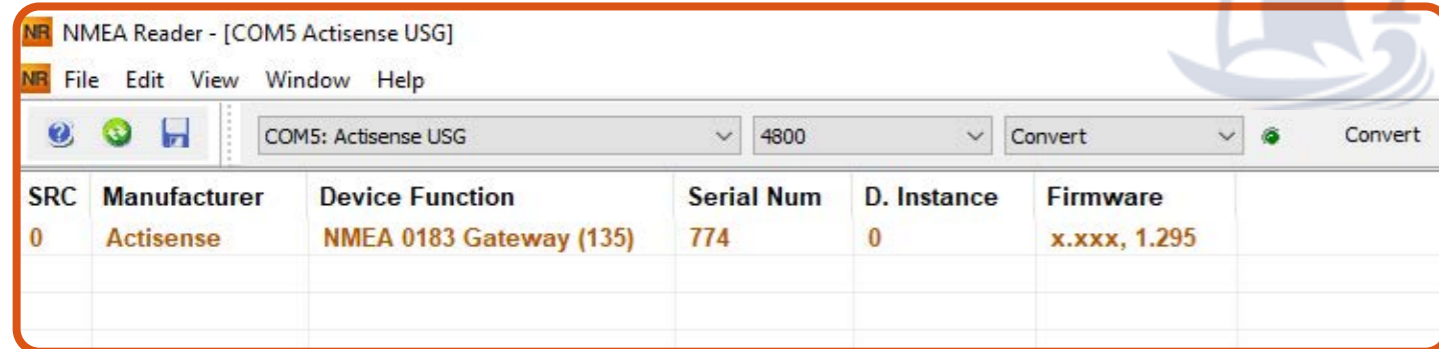 NR NMEA Reader - [COM5 Actisense USG]
NR File Edit View Window Help
COM5: Actisense USG 4800 Convert Convert
SRC Manufacturer Device Function Serial Num D. Instance Firmware
0 Actisense NMEA 0183 Gateway (135) 774 0 x.xxx, 1.295